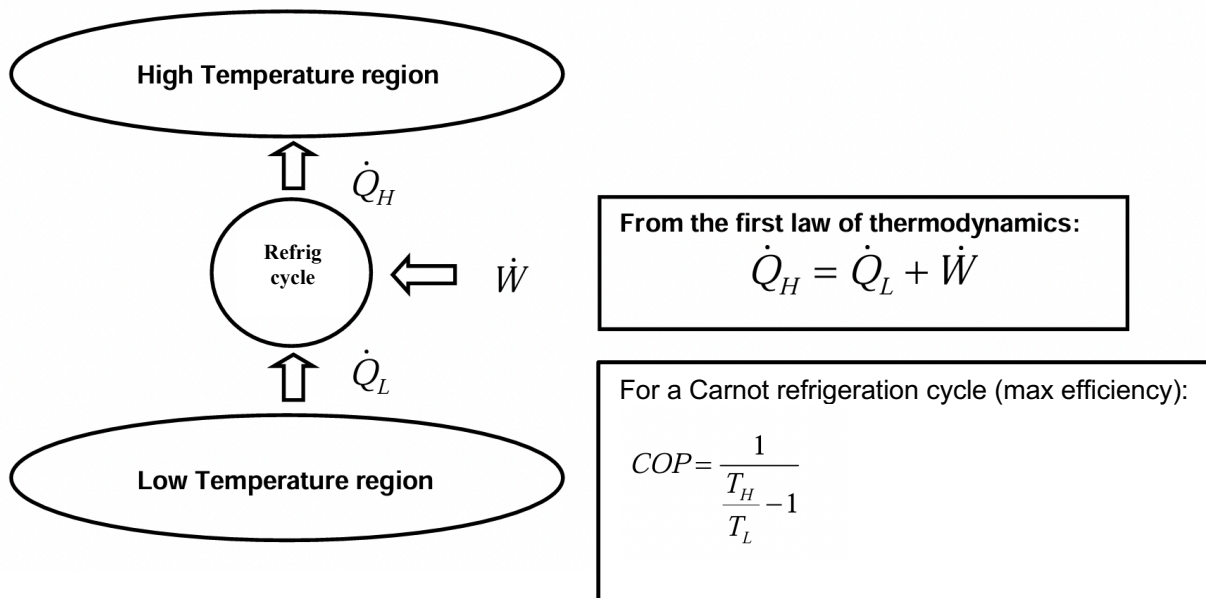 High Temperature region
Q̇_H
Refrig
cycle
Ẇ
Q̇_L
Low Temperature region
From the first law of thermodynamics:
Q̇_H = Q̇_L + Ẇ
For a Carnot refrigeration cycle (max efficiency):
COP = 1 / (T_H / T_L − 1)